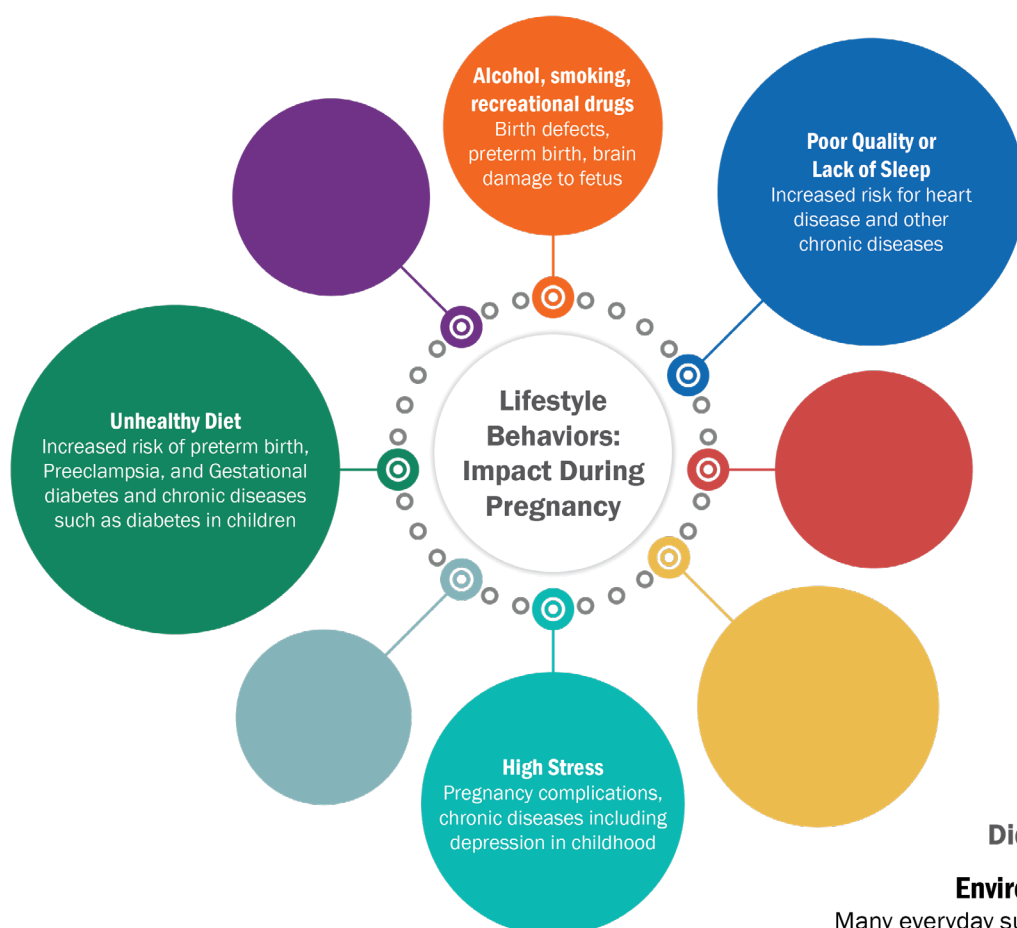 Alcohol, smoking,
recreational drugs
Birth defects,
preterm birth, brain
damage to fetus
Poor Quality or
Lack of Sleep
Increased risk for heart
disease and other
chronic diseases
Lifestyle
Behaviors:
Impact During
Pregnancy
Unhealthy Diet
Increased risk of preterm birth,
Preeclampsia, and Gestational
diabetes and chronic diseases
such as diabetes in children
High Stress
Pregnancy complications,
chronic diseases including
depression in childhood
Many everyday